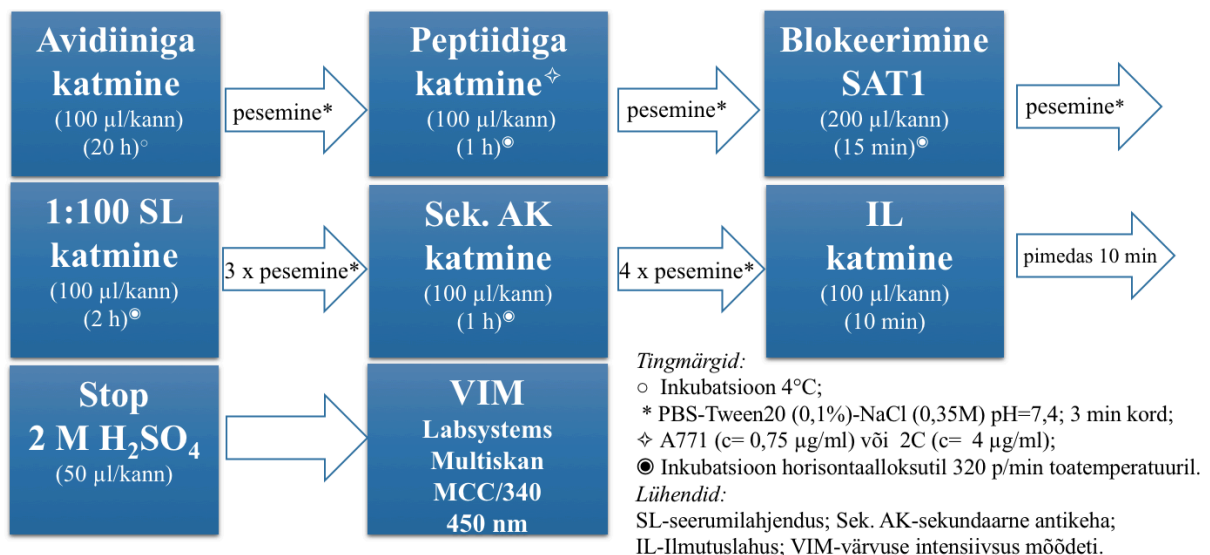 Avidiiniga
katmine
(100 µl/kann)
(20 h)○
pesemine*
Peptiidiga
katmine✧
(100 µl/kann)
(1 h)◉
pesemine*
Blokeerimine
SAT1
(200 µl/kann)
(15 min)◉
pesemine*
1:100 SL
katmine
(100 µl/kann)
(2 h)◉
3 x pesemine*
Sek. AK
katmine
(100 µl/kann)
(1 h)◉
4 x pesemine*
IL
katmine
(100 µl/kann)
(10 min)
pimedas 10 min
Stop
2 M H₂SO₄
(50 µl/kann)
VIM
Labsystems
Multiskan
MCC/340
450 nm
Tingmärgid:
○ Inkubatsioon 4°C;
* PBS-Tween20 (0,1%)-NaCl (0,35M) pH=7,4; 3 min kord;
✧ A771 (c= 0,75 µg/ml) või 2C (c= 4 µg/ml);
◉ Inkubatsioon horisontaalloksutil 320 p/min toatemperatuuril.
Lühendid:
SL-seerumilahjendus; Sek. AK-sekundaarne antikeha;
IL-Ilmutuslahus; VIM-värvuse intensiivsus mõõdeti.